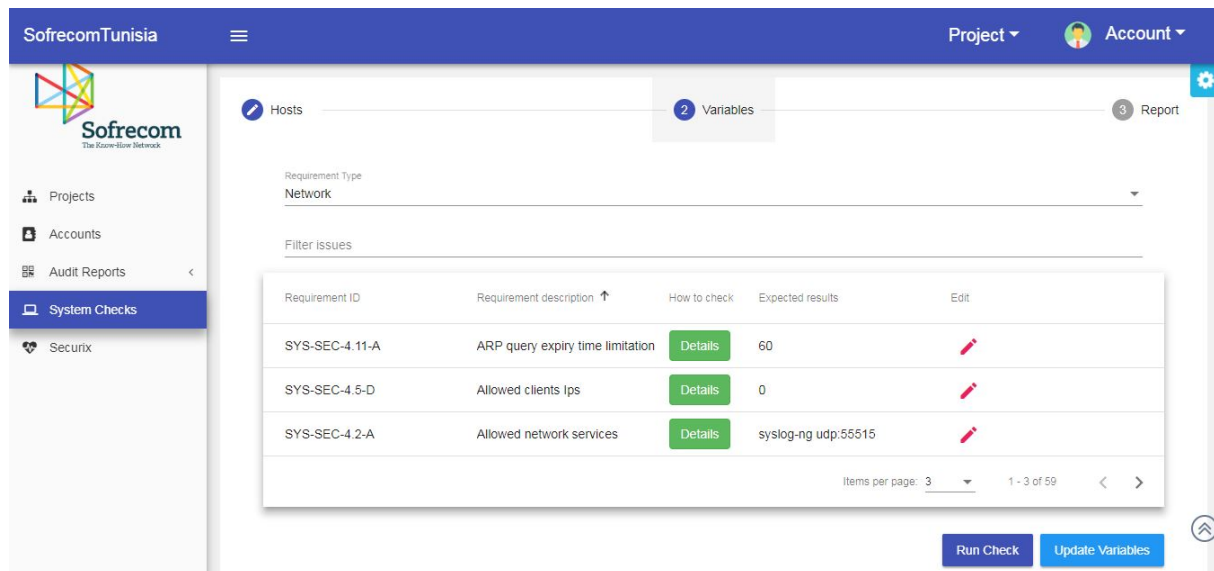 SofrecomTunisia
Project
Account
Sofrecom
The Know-How Network
Projects
Accounts
Audit Reports
System Checks
Securix
Hosts
2 Variables
3 Report
Requirement Type
Network
Filter issues
Requirement ID Requirement description How to check Expected results Edit
SYS-SEC-4.11-A ARP query expiry time limitation Details 60
SYS-SEC-4.5-D Allowed clients Ips Details 0
SYS-SEC-4.2-A Allowed network services Details syslog-ng udp:55515
Items per page: 3 1 - 3 of 59
Run Check Update Variables